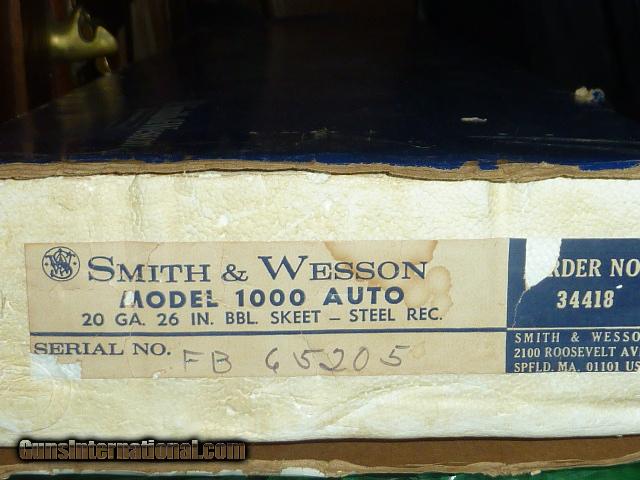 SMITH & WESSON
MODEL 1000 AUTO
20 GA. 26 IN. BBL. SKEET — STEEL REC.
SERIAL NO. FB 65205
RDER NO
34418
SMITH & WESSO
2100 ROOSEVELT AV
SPFLD, MA. 01101 US
GunsInternational.com